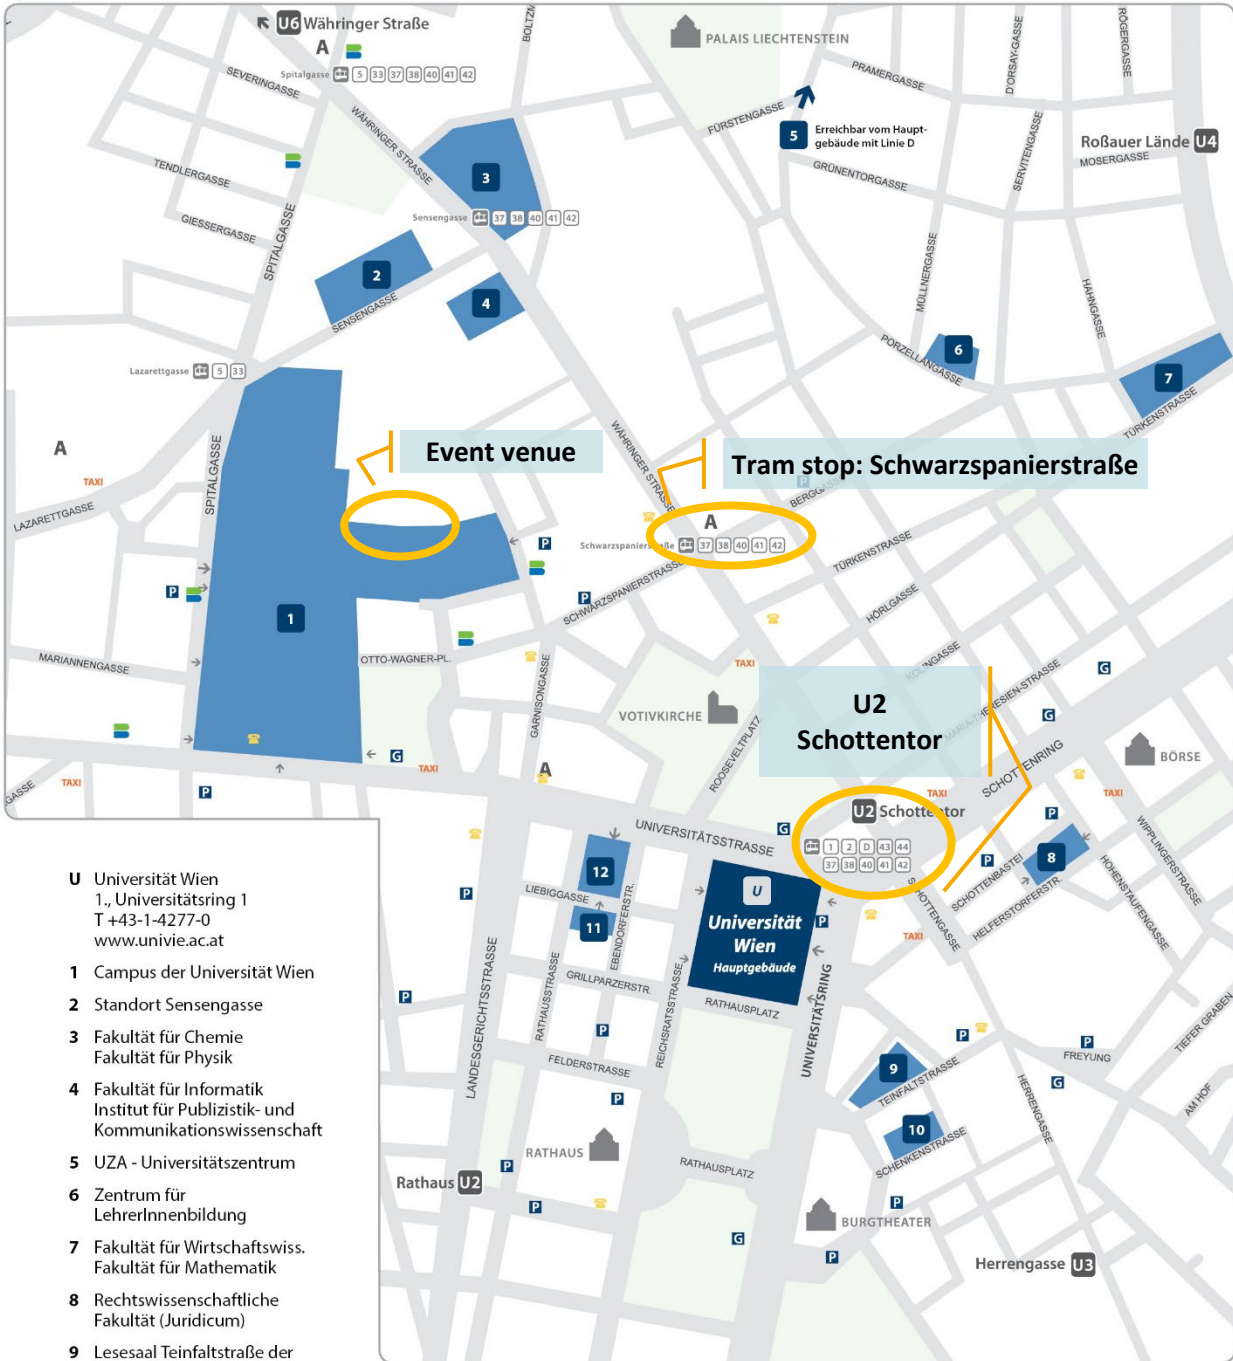 U6 Währinger Straße
A
Spitalgasse 5 33 37 38 40 41 42
BOLTZM
PALAIS LIECHTENSTEIN
SEVERINGASSE
WÄHRINGER STRASSE
TENDLERGASSE
GIESSERGASSE
SPITALGASSE
3
Sensengasse 37 38 40 41 42
2
SENSENGASSE
4
FÜRSTENGASSE
5 Erreichbar vom Haupt-
gebäude mit Linie D
PRAMERGASSE
D'ORSAY-GASSE
RÖGERGASSE
Roßauer Lände U4
MOSERGASSE
GRÜNENTORGASSE
SERVITENGASSE
MÜLLNERGASSE
HAHNGASSE
PORZELLANGASSE
6
7
TÜRKENSTRASSE
Lazarettgasse 5 33
A
TAXI
LAZARETTGASSE
SPITALGASSE
Event venue
WÄHRINGER STRASSE
Tram stop: Schwarzspanierstraße
P
BERGGASSE
A
Schwarzspanierstraße 37 38 40 41 42
TÜRKENSTRASSE
P
SCHWARZSPANIERSTRASSE
P
HÖRLGASSE
P
1
MARIANNENGASSE
OTTO-WAGNER-PL.
GARNISONGASSE
TAXI
KOLINGASSE
MARIA-THERESIEN-STRASSE
G
G
U2
Schottentor
VOTIVKIRCHE
ROOSEVELTPLATZ
SCHOTTENRING
BÖRSE
G
TAXI
A
TAXI
GASSE
P
TAXI
TAXI
U2 Schottentor
1 2 D 43 44
37 38 40 41 42
G
UNIVERSITÄTSSTRASSE
P
P
8
SCHOTTENBASTEI
HELFERSTORFERSTR.
HOHENSTAUFENGASSE
WIPPLINGERSTRASSE
SCHOTTENGASSE
TAXI
12
LIEBIGGASSE
11
EBENDORFERSTR.
P
U
Universität
Wien
Hauptgebäude
P
RATHAUSSTRASSE
GRILLPARZERSTR.
LANDESGERICHTSSTRASSE
REICHSRATSSTRASSE
RATHAUSPLATZ
UNIVERSITÄTSRING
P
P
FELDERSTRASSE
P
9
TEINFALTSTRASSE
10
SCHENKENSTRASSE
P
P
FREYUNG
G
HERRENGASSE
TIEFER GRABEN
AM HOF
RATHAUS
RATHAUSPLATZ
Rathaus U2
P
P
G
BURGTHEATER
P
P
Herrengasse U3
U Universität Wien
1., Universitätsring 1
T +43-1-4277-0
www.univie.ac.at
1 Campus der Universität Wien
2 Standort Sensengasse
3 Fakultät für Chemie
Fakultät für Physik
4 Fakultät für Informatik
Institut für Publizistik- und
Kommunikationswissenschaft
5 UZA - Universitätszentrum
6 Zentrum für
LehrerInnenbildung
7 Fakultät für Wirtschaftswiss.
Fakultät für Mathematik
8 Rechtswissenschaftliche
Fakultät (Juridicum)
9 Lesesaal Teinfaltstraße der